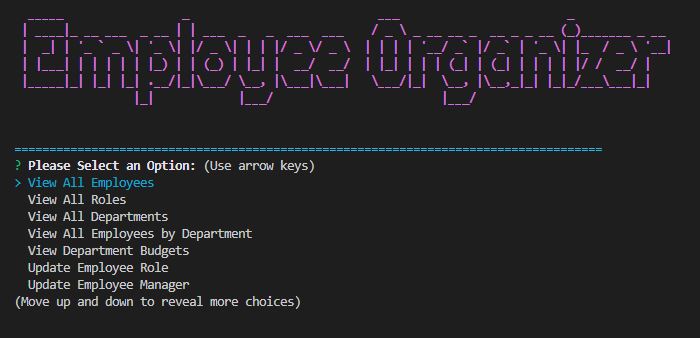 Employee Organizer
? Please Select an Option: (Use arrow keys)
> View All Employees
View All Roles
View All Departments
View All Employees by Department
View Department Budgets
Update Employee Role
Update Employee Manager
(Move up and down to reveal more choices)